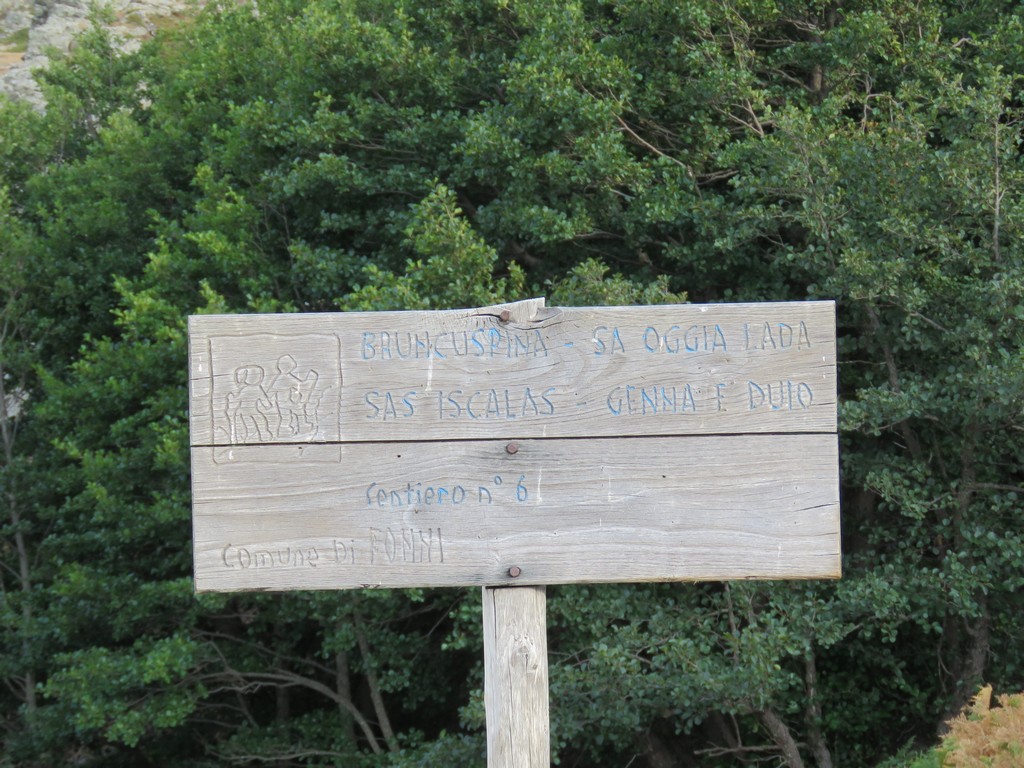 BRUNCUSPINA - SA OGGIA LADA
SAS ISCALAS - GENNA E DUIO
Sentiero n° 6
Comune Di FONNI